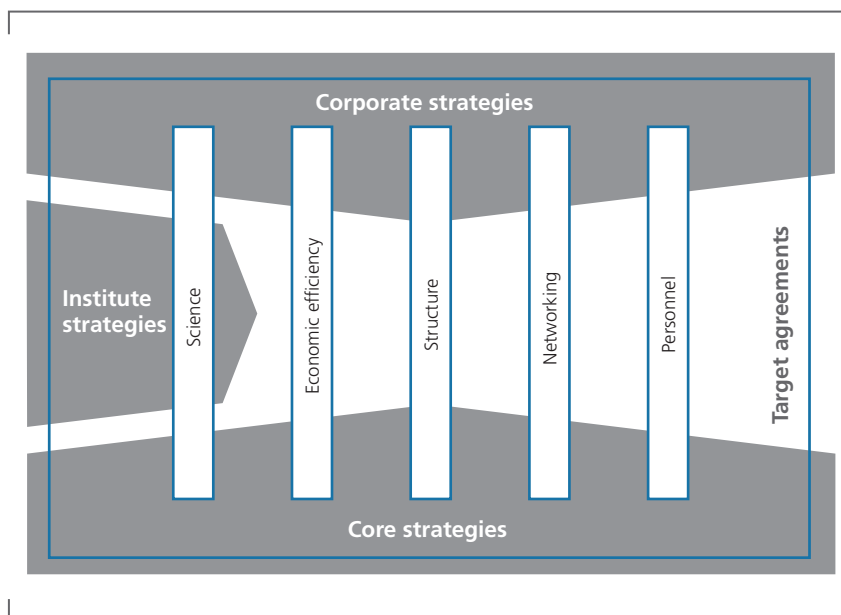 Corporate strategies
Institute
strategies
Science
Economic efficiency
Structure
Networking
Personnel
Target agreements
Core strategies